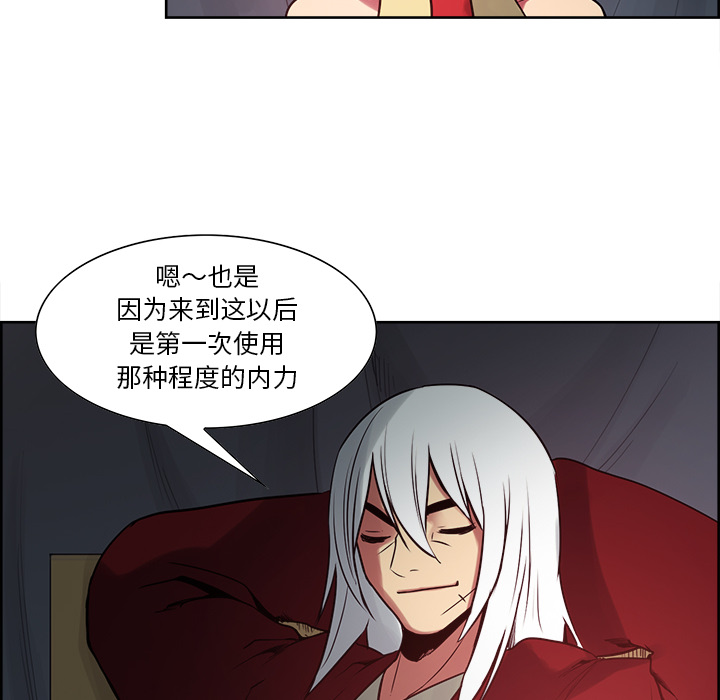 嗯～也是
因为来到这以后
是第一次使用
那种程度的内力